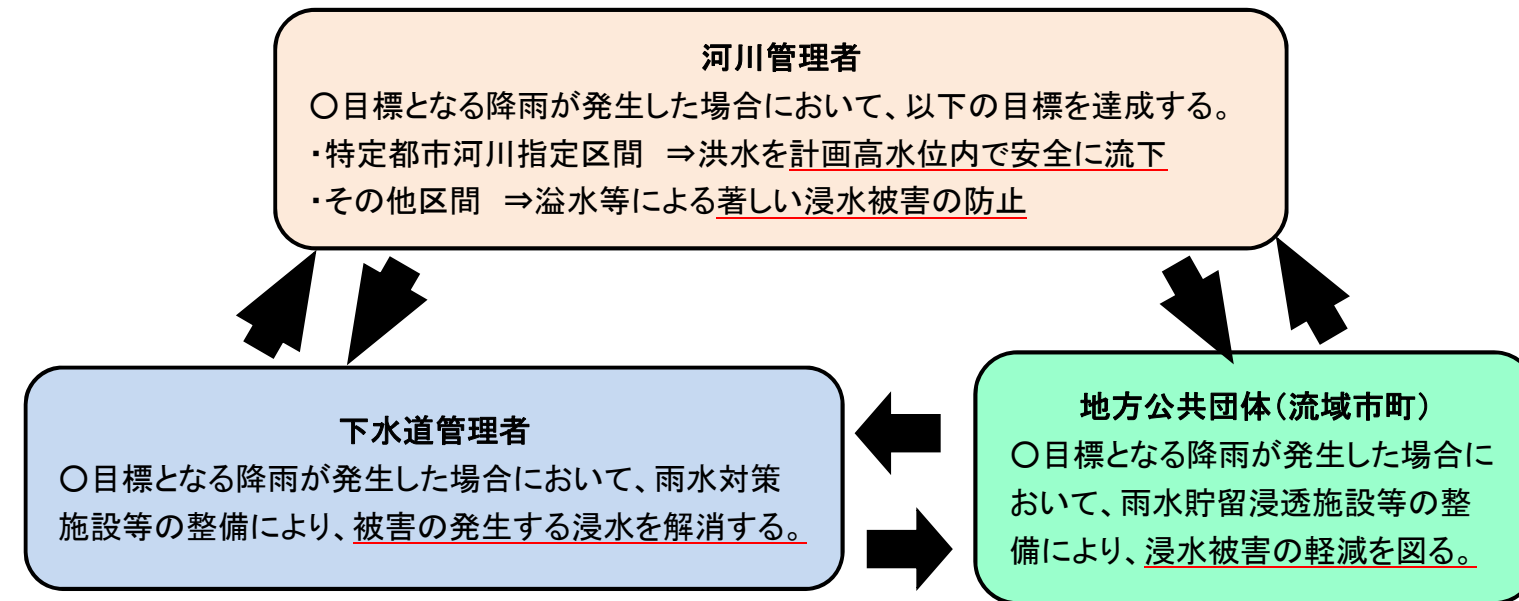 河川管理者
〇目標となる降雨が発生した場合において、以下の目標を達成する。
・特定都市河川指定区間　⇒洪水を計画高水位内で安全に流下
・その他区間　⇒溢水等による著しい浸水被害の防止
下水道管理者
〇目標となる降雨が発生した場合において、雨水対策
施設等の整備により、被害の発生する浸水を解消する。
地方公共団体（流域市町）
〇目標となる降雨が発生した場合に
おいて、雨水貯留浸透施設等の整
備により、浸水被害の軽減を図る。